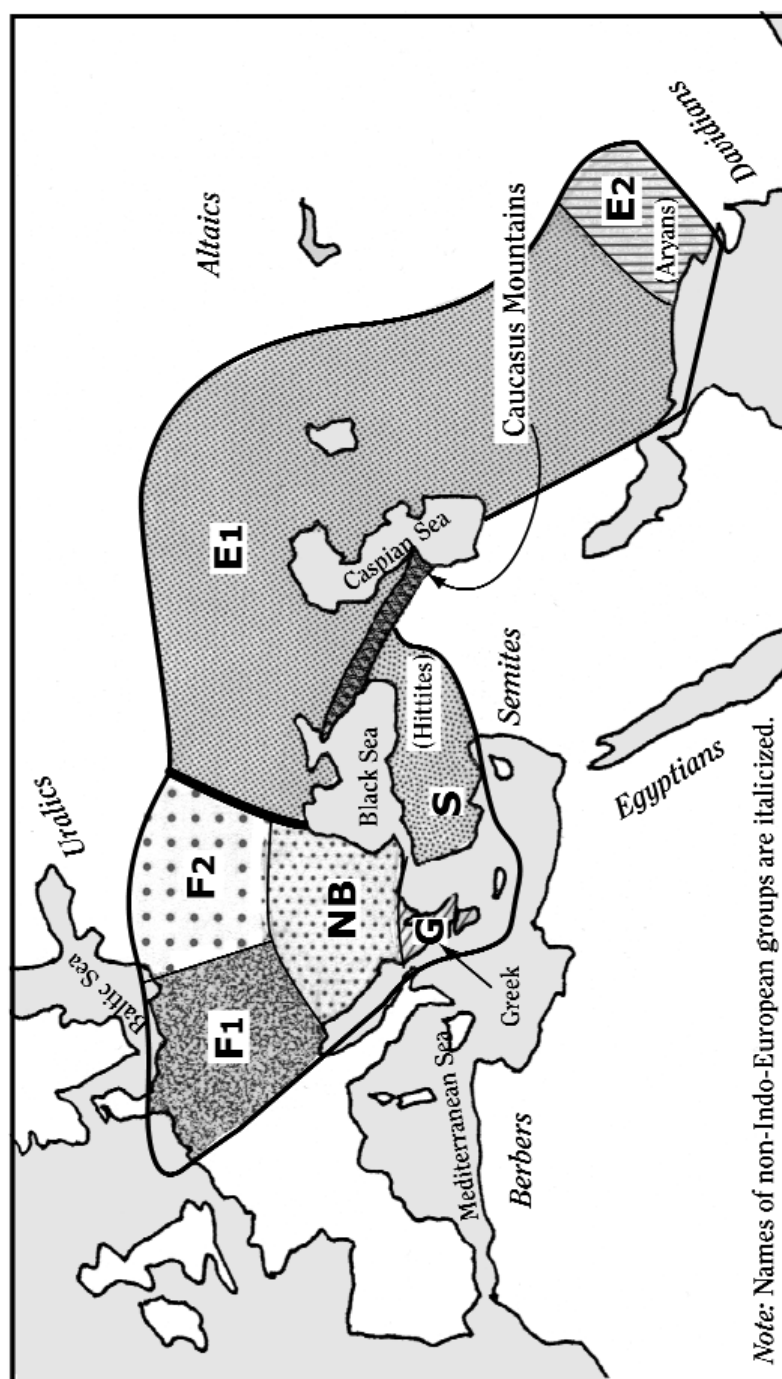 Uralics
Altaics
Baltic Sea
F1
F2
E1
NB
Black Sea
Caspian Sea
G
Greek
S
(Hittites)
Caucasus Mountains
E2
(Aryans)
Davidians
Mediterranean Sea
Berbers
Semites
Egyptians
Note: Names of non-Indo-European groups are italicized.